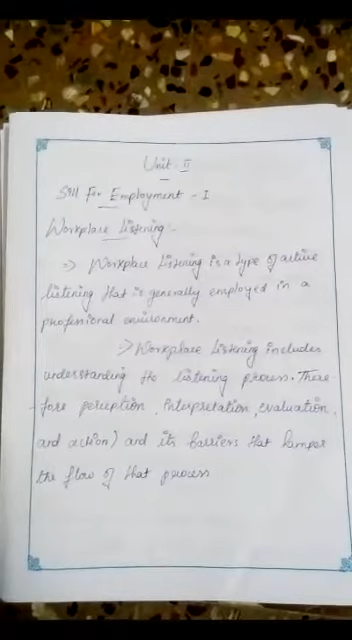 Unit - II
Skill For Employment - I
Workplace Listening :-
=> Workplace Listening is a type of active
listening that is generally employed in a
professional environment.
=> Workplace Listening includes
understanding the listening process. There
fore perception, interpretation, evaluation,
and action) and its barriers that hamper
the flow of that process